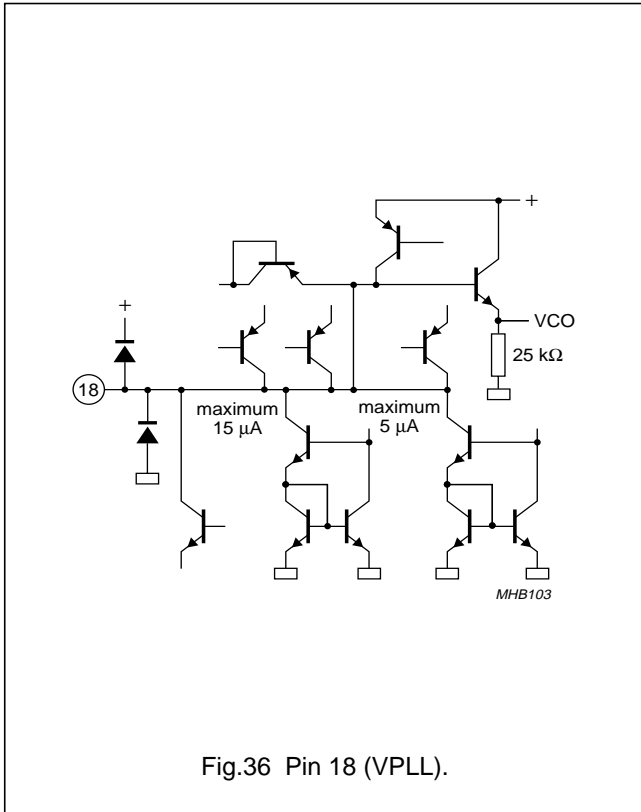 +
VCO
+
25 kΩ
18
maximum
15 μA
maximum
5 μA
MHB103
Fig.36 Pin 18 (VPLL).